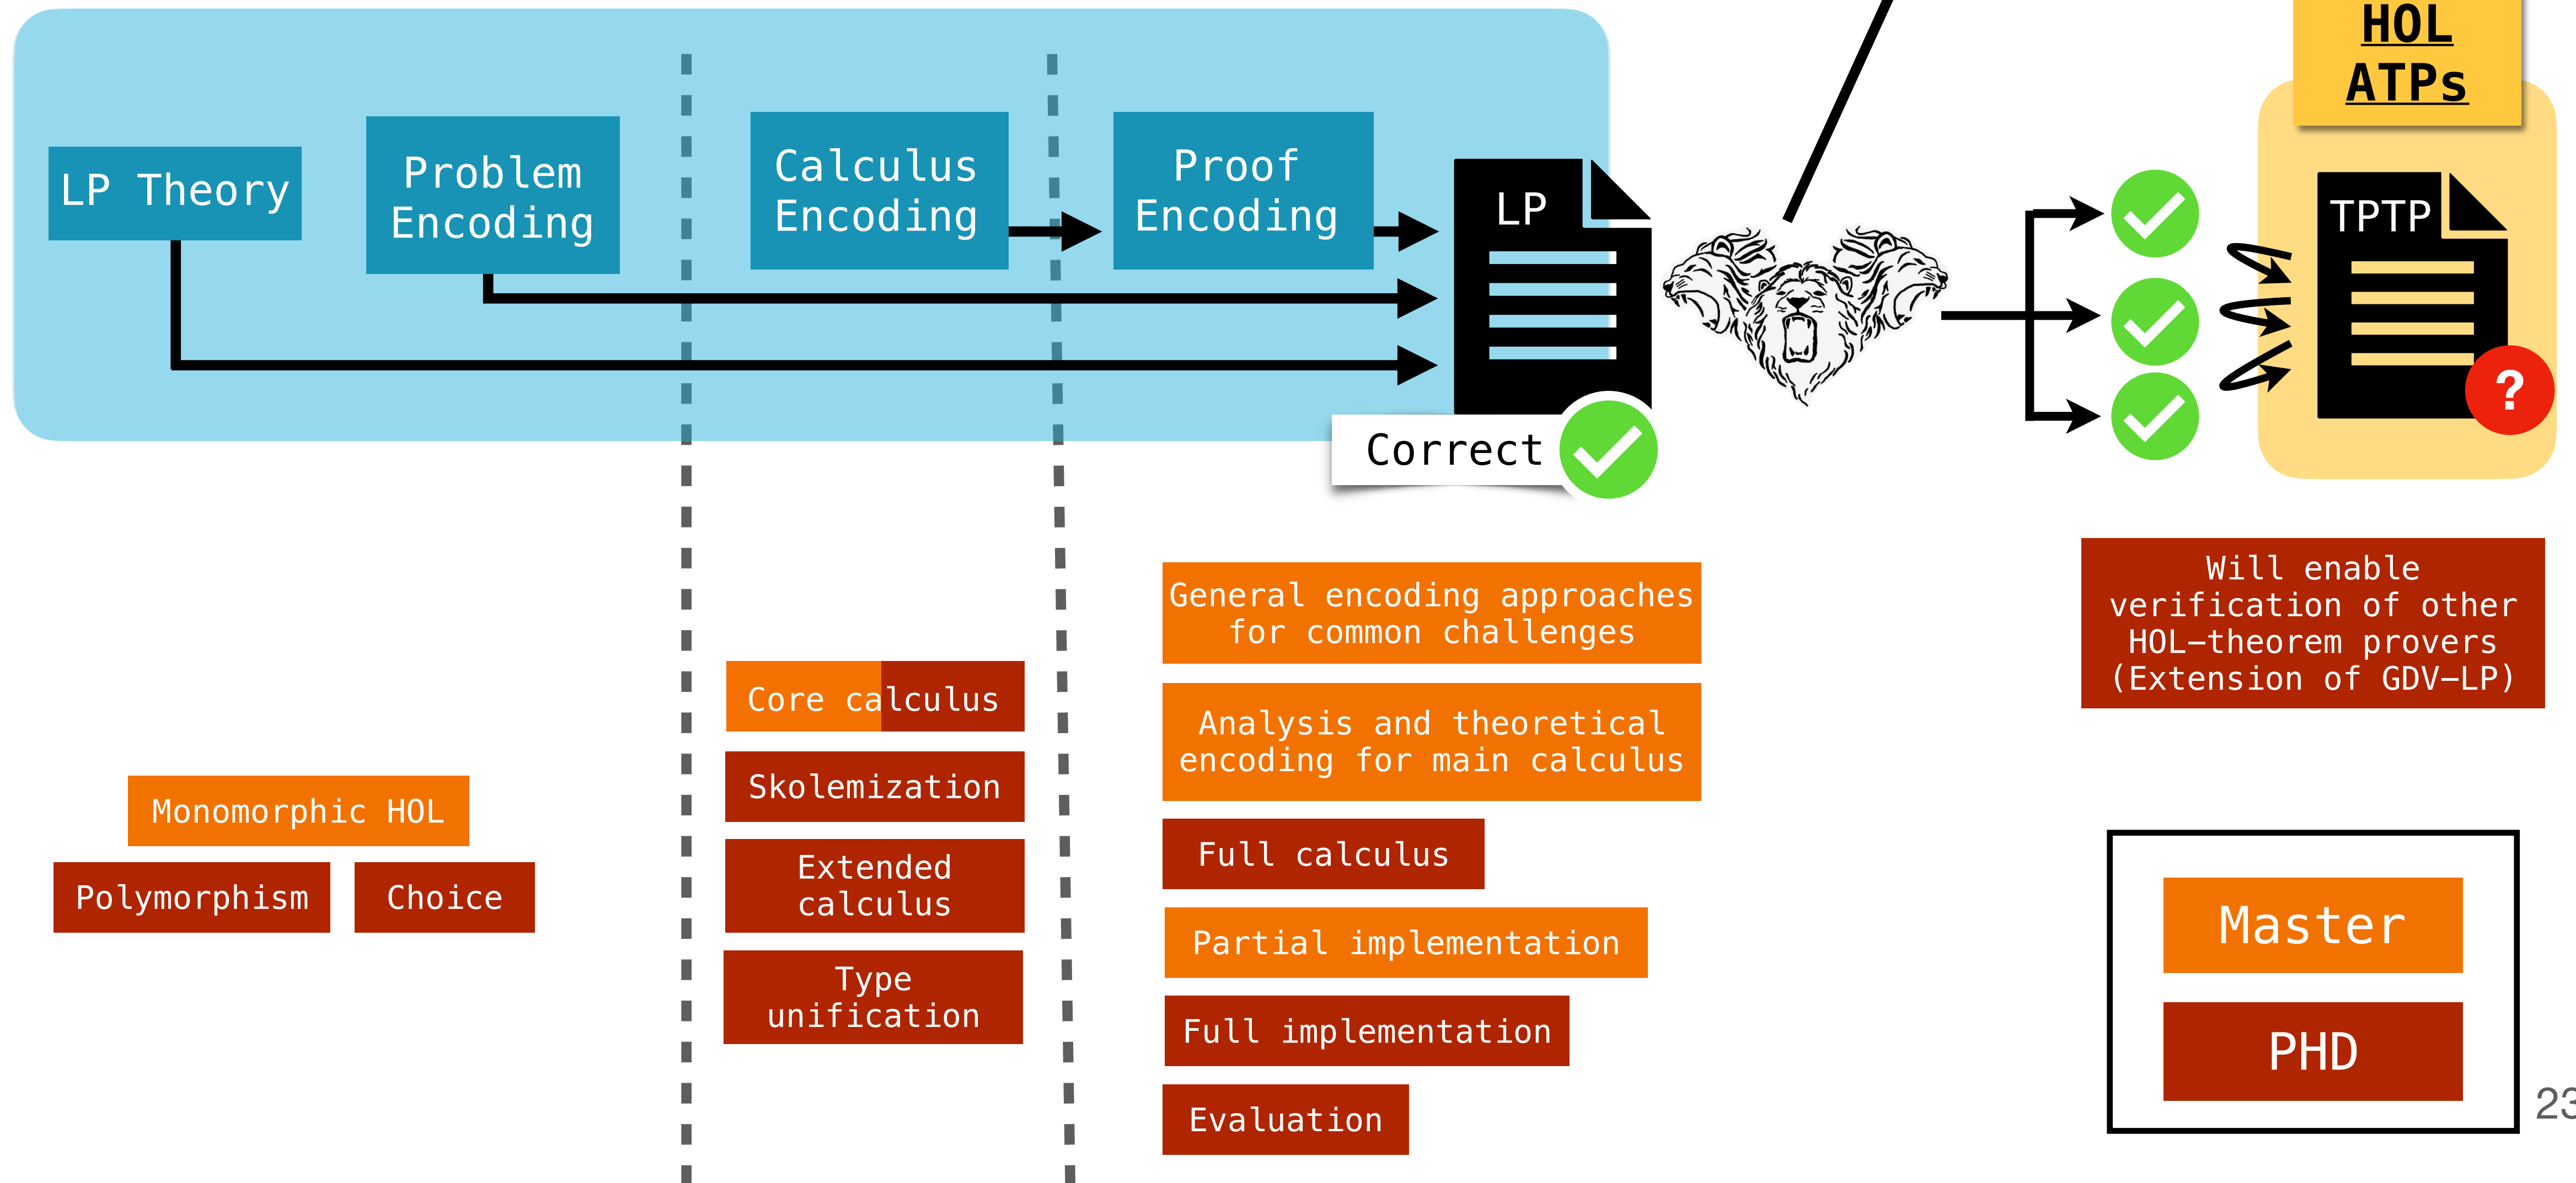 HOL
ATPs
LP Theory
Problem
Encoding
Calculus
Encoding
Proof
Encoding
LP
Correct
TPTP
?
Monomorphic HOL
Polymorphism
Choice
Core calculus
Skolemization
Extended
calculus
Type
unification
General encoding approaches
for common challenges
Analysis and theoretical
encoding for main calculus
Full calculus
Partial implementation
Full implementation
Evaluation
Will enable
verification of other
HOL–theorem provers
(Extension of GDV–LP)
Master
PHD
23